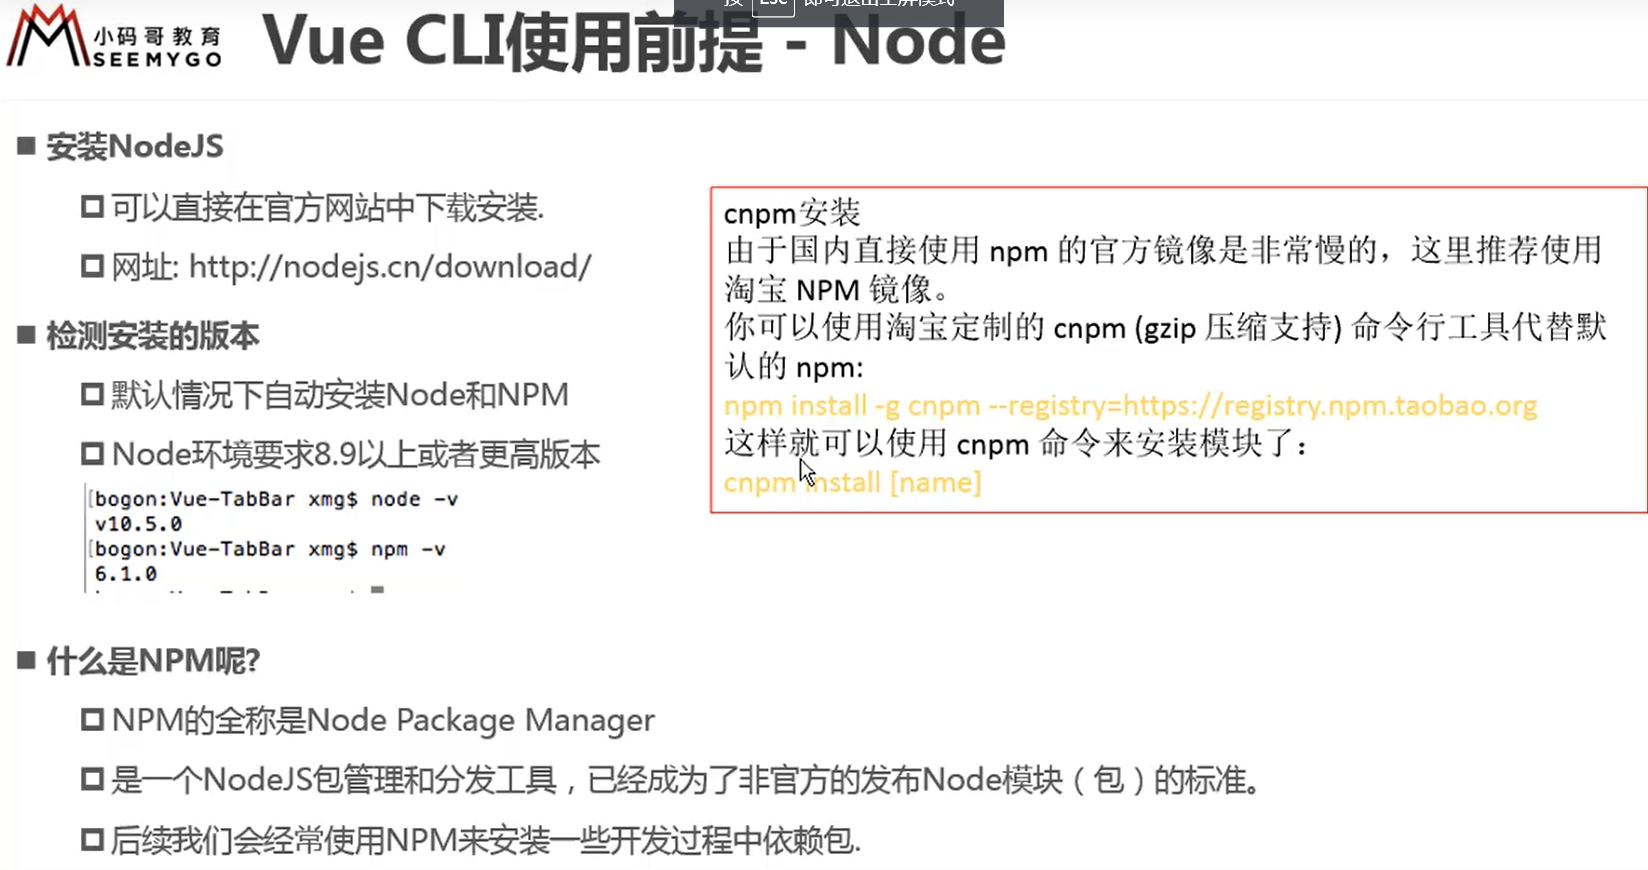 小码哥教育
SEEMYGO
Vue CLI使用前提 - Node
■ 安装NodeJS
可以直接在官方网站中下载安装.
网址: http://nodejs.cn/download/
■ 检测安装的版本
默认情况下自动安装Node和NPM
Node环境要求8.9以上或者更高版本
[bogon:Vue-TabBar xmg$ node -v
v10.5.0
[bogon:Vue-TabBar xmg$ npm -v
6.1.0
cnpm安装
由于国内直接使用 npm 的官方镜像是非常慢的，这里推荐使用
淘宝 NPM 镜像。
你可以使用淘宝定制的 cnpm (gzip 压缩支持) 命令行工具代替默
认的 npm:
npm install -g cnpm --registry=https://registry.npm.taobao.org
这样就可以使用 cnpm 命令来安装模块了：
cnpm install [name]
■ 什么是NPM呢?
NPM的全称是Node Package Manager
是一个NodeJS包管理和分发工具，已经成为了非官方的发布Node模块（包）的标准。
后续我们会经常使用NPM来安装一些开发过程中依赖包.